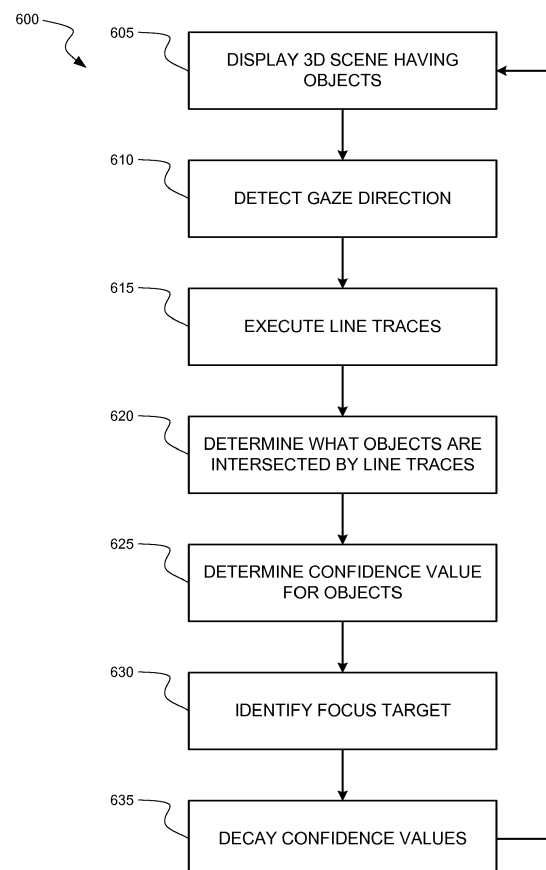 600
605
DISPLAY 3D SCENE HAVING
OBJECTS
610
DETECT GAZE DIRECTION
615
EXECUTE LINE TRACES
620
DETERMINE WHAT OBJECTS ARE
INTERSECTED BY LINE TRACES
625
DETERMINE CONFIDENCE VALUE
FOR OBJECTS
630
IDENTIFY FOCUS TARGET
635
DECAY CONFIDENCE VALUES